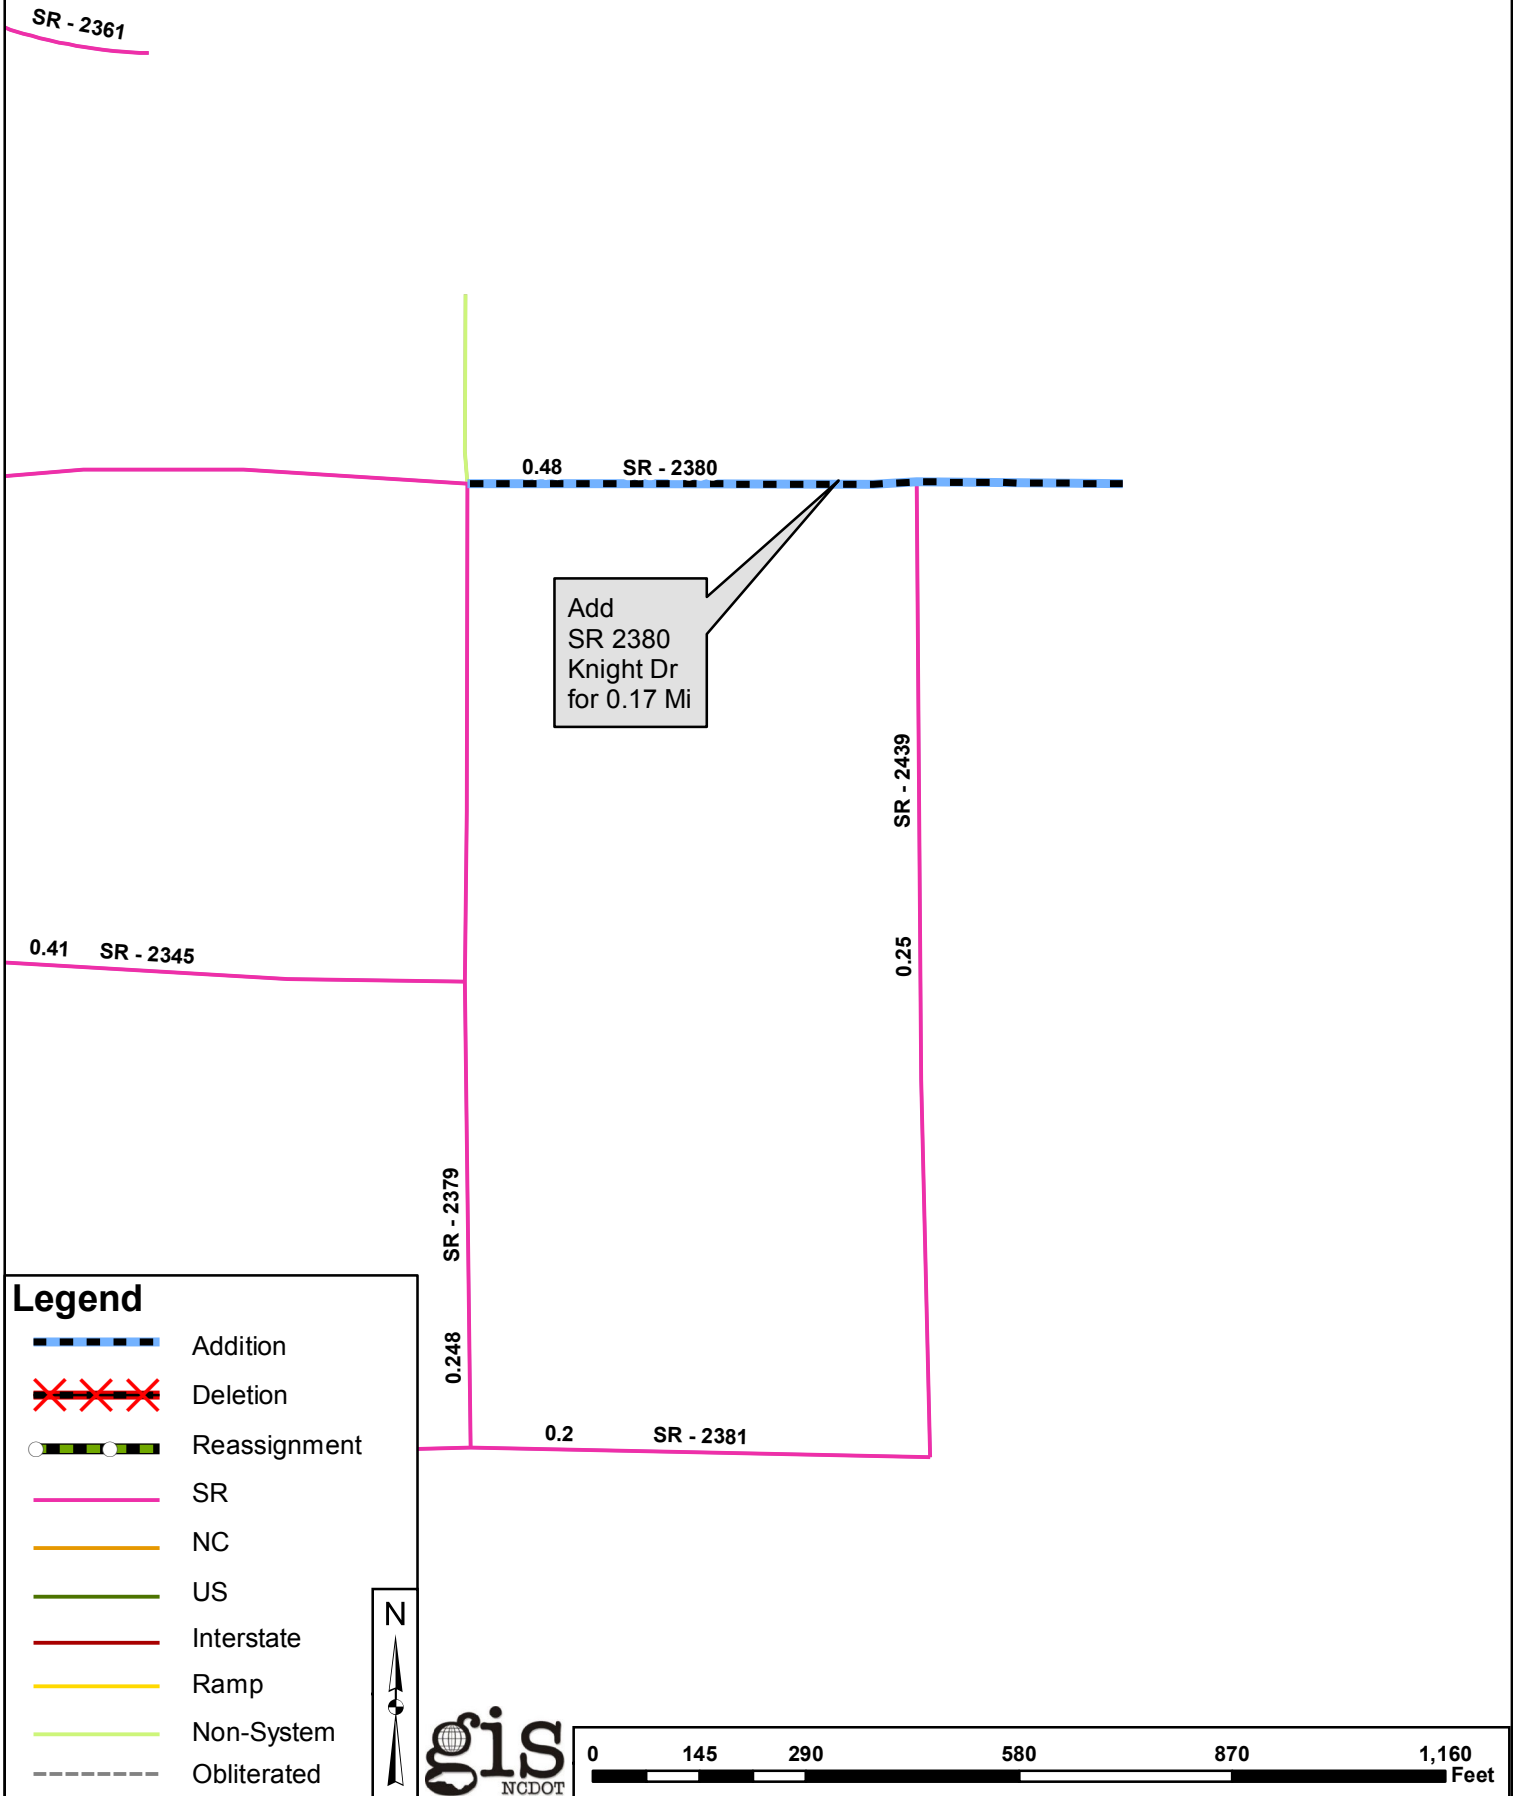 SR - 2361
0.48 SR - 2380
Add
SR 2380
Knight Dr
for 0.17 Mi
SR - 2439
0.25
0.41 SR - 2345
SR - 2379
0.248
0.2 SR - 2381
Legend
Addition
Deletion
Reassignment
SR
NC
US
Interstate
Ramp
Non-System
Obliterated
N
gis
NCDOT
0 145 290 580 870 1,160
Feet